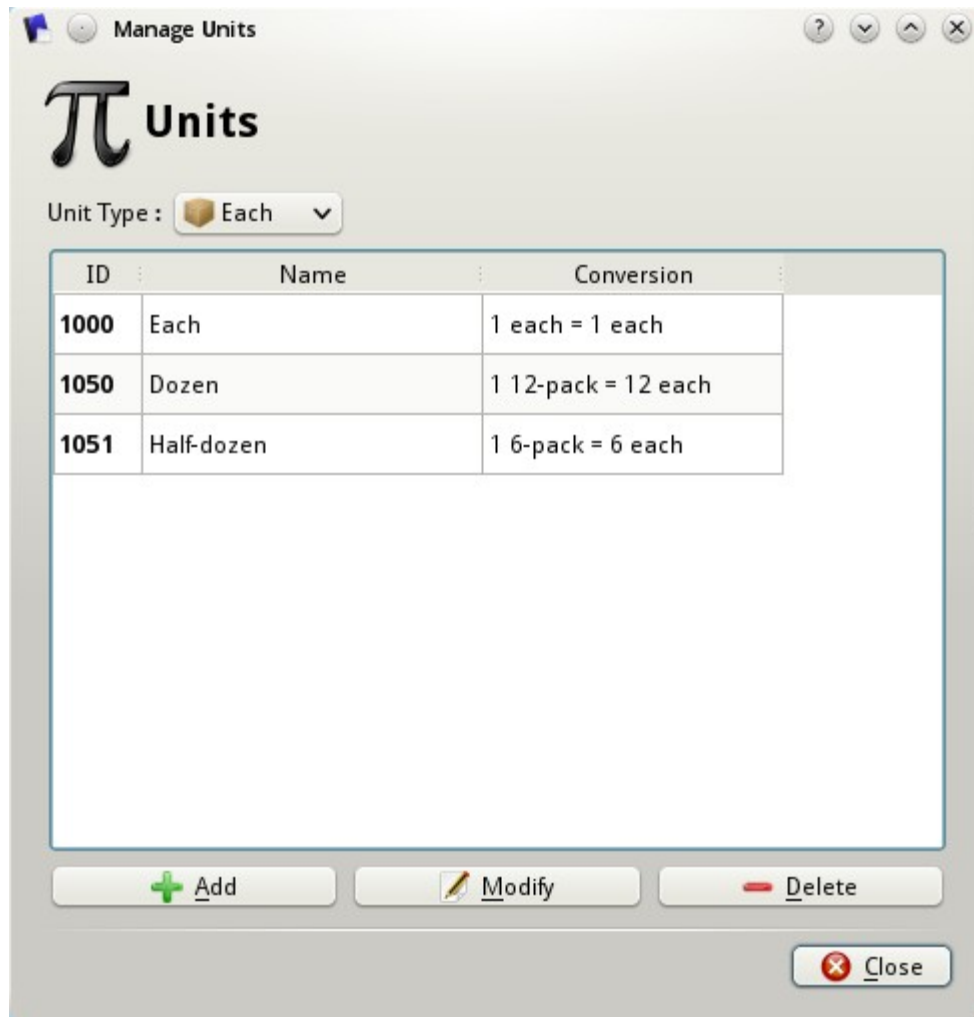 Manage Units
Units
Unit Type : Each
ID Name Conversion
1000 Each 1 each = 1 each
1050 Dozen 1 12-pack = 12 each
1051 Half-dozen 1 6-pack = 6 each
Add Modify Delete
Close